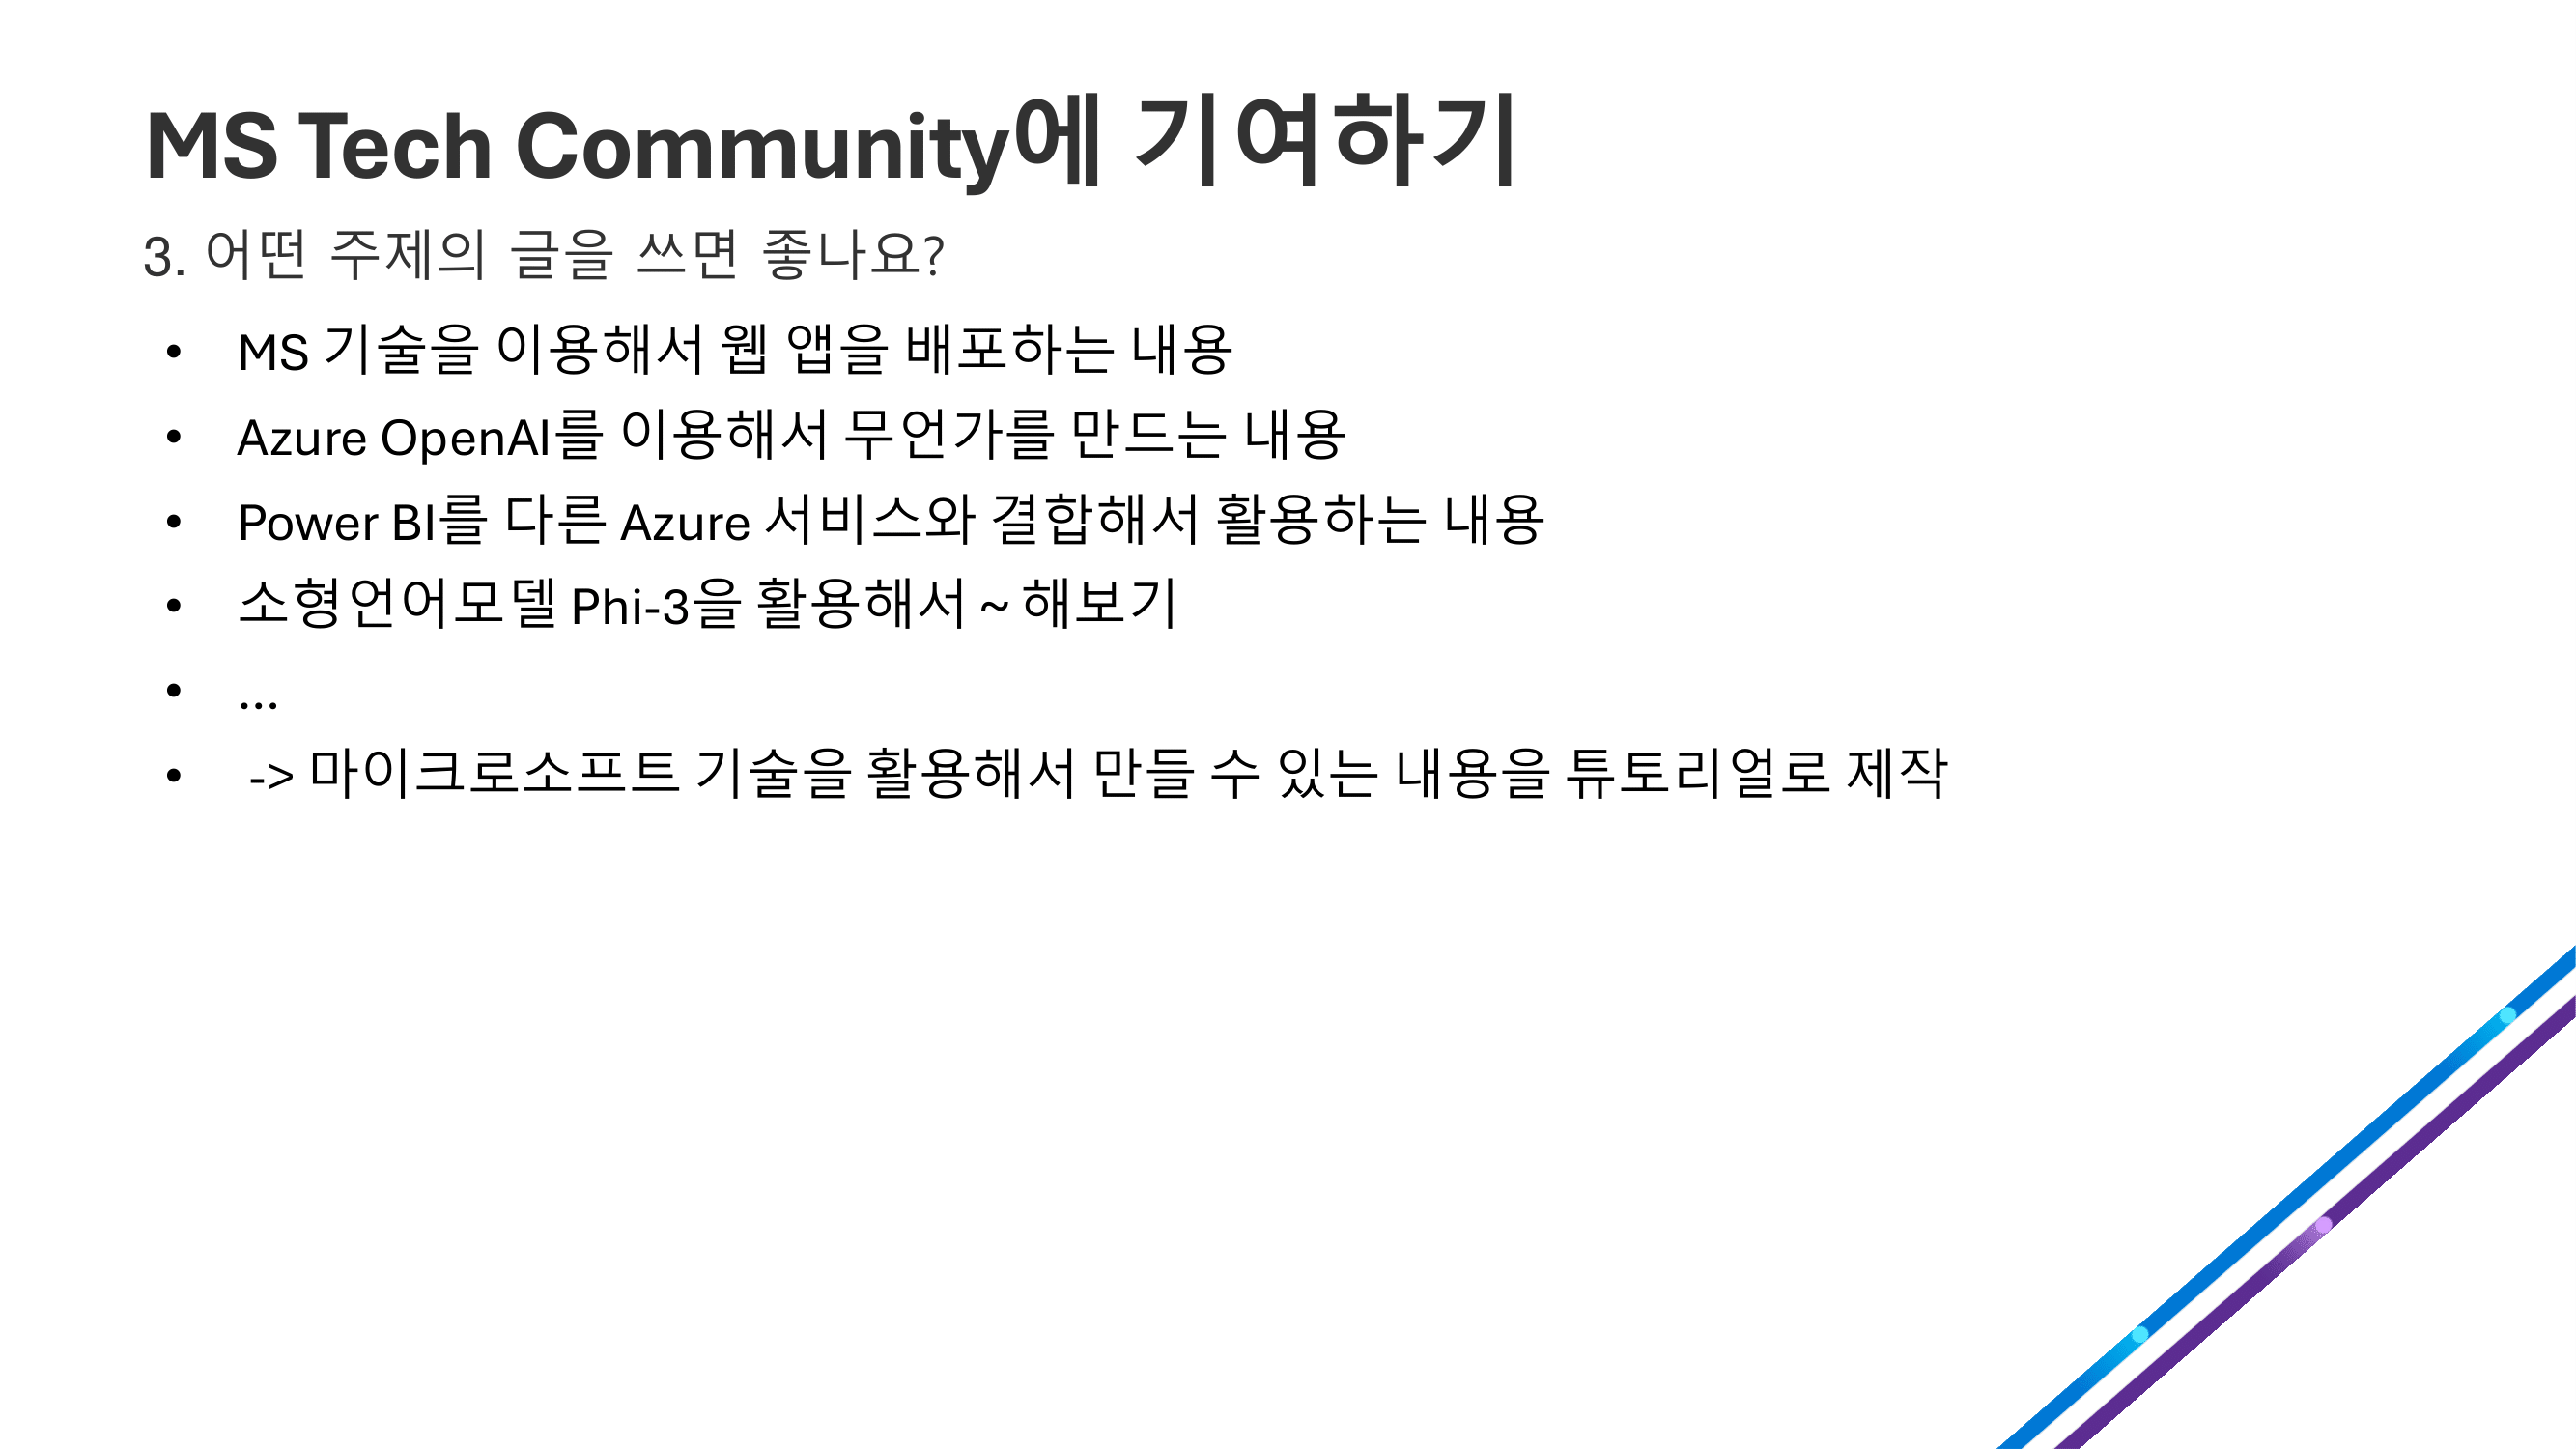 MS Tech Community에 기여하기
3. 어떤 주제의 글을 쓰면 좋나요?
• MS 기술을 이용해서 웹 앱을 배포하는 내용
• Azure OpenAI를 이용해서 무언가를 만드는 내용
• Power BI를 다른 Azure 서비스와 결합해서 활용하는 내용
• 소형언어모델 Phi-3을 활용해서 ~ 해보기
• ...
• -> 마이크로소프트 기술을 활용해서 만들 수 있는 내용을 튜토리얼로 제작